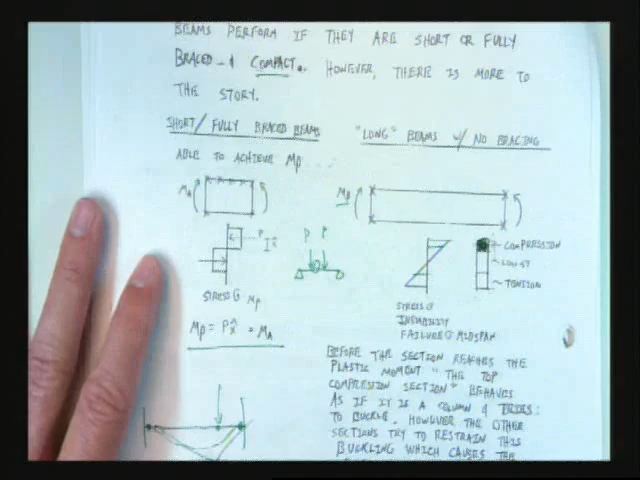 BEAMS PERFORM IF THEY ARE SHORT OR FULLY
BRACED & COMPACT. HOWEVER, THERE IS MORE TO
THE STORY.
SHORT/FULLY BRACED BEAMS
ABLE TO ACHIEVE Mp
MA
STRESS @ Mp
Mp = = MA
P P
"LONG" BEAMS w/ NO BRACING
Mp
COMPRESSION
TENSION
STRESS @
INSTABILITY
FAILURE @ MIDSPAN
BEFORE THE SECTION REACHES THE
PLASTIC MOMENT "THE TOP
COMPRESSION SECTION" BEHAVES
AS IF IT IS A COLUMN & TRIES
TO BUCKLE. HOWEVER THE OTHER
SECTIONS TRY TO RESTRAIN THIS
BUCKLING WHICH CAUSES THE